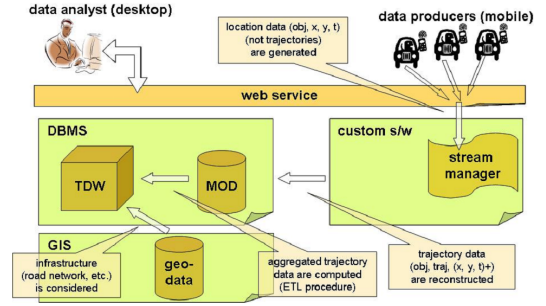 data analyst (desktop)
location data (obj, x, y, t)
(not trajectories)
are generated
data producers (mobile)
web service
DBMS
TDW
MOD
custom s/w
stream
manager
GIS
infrastructure
(road network, etc.)
is considered
geo-
data
aggregated trajectory
data are computed
(ETL procedure)
trajectory data
(obj, traj, (x, y, t)+)
are reconstructed